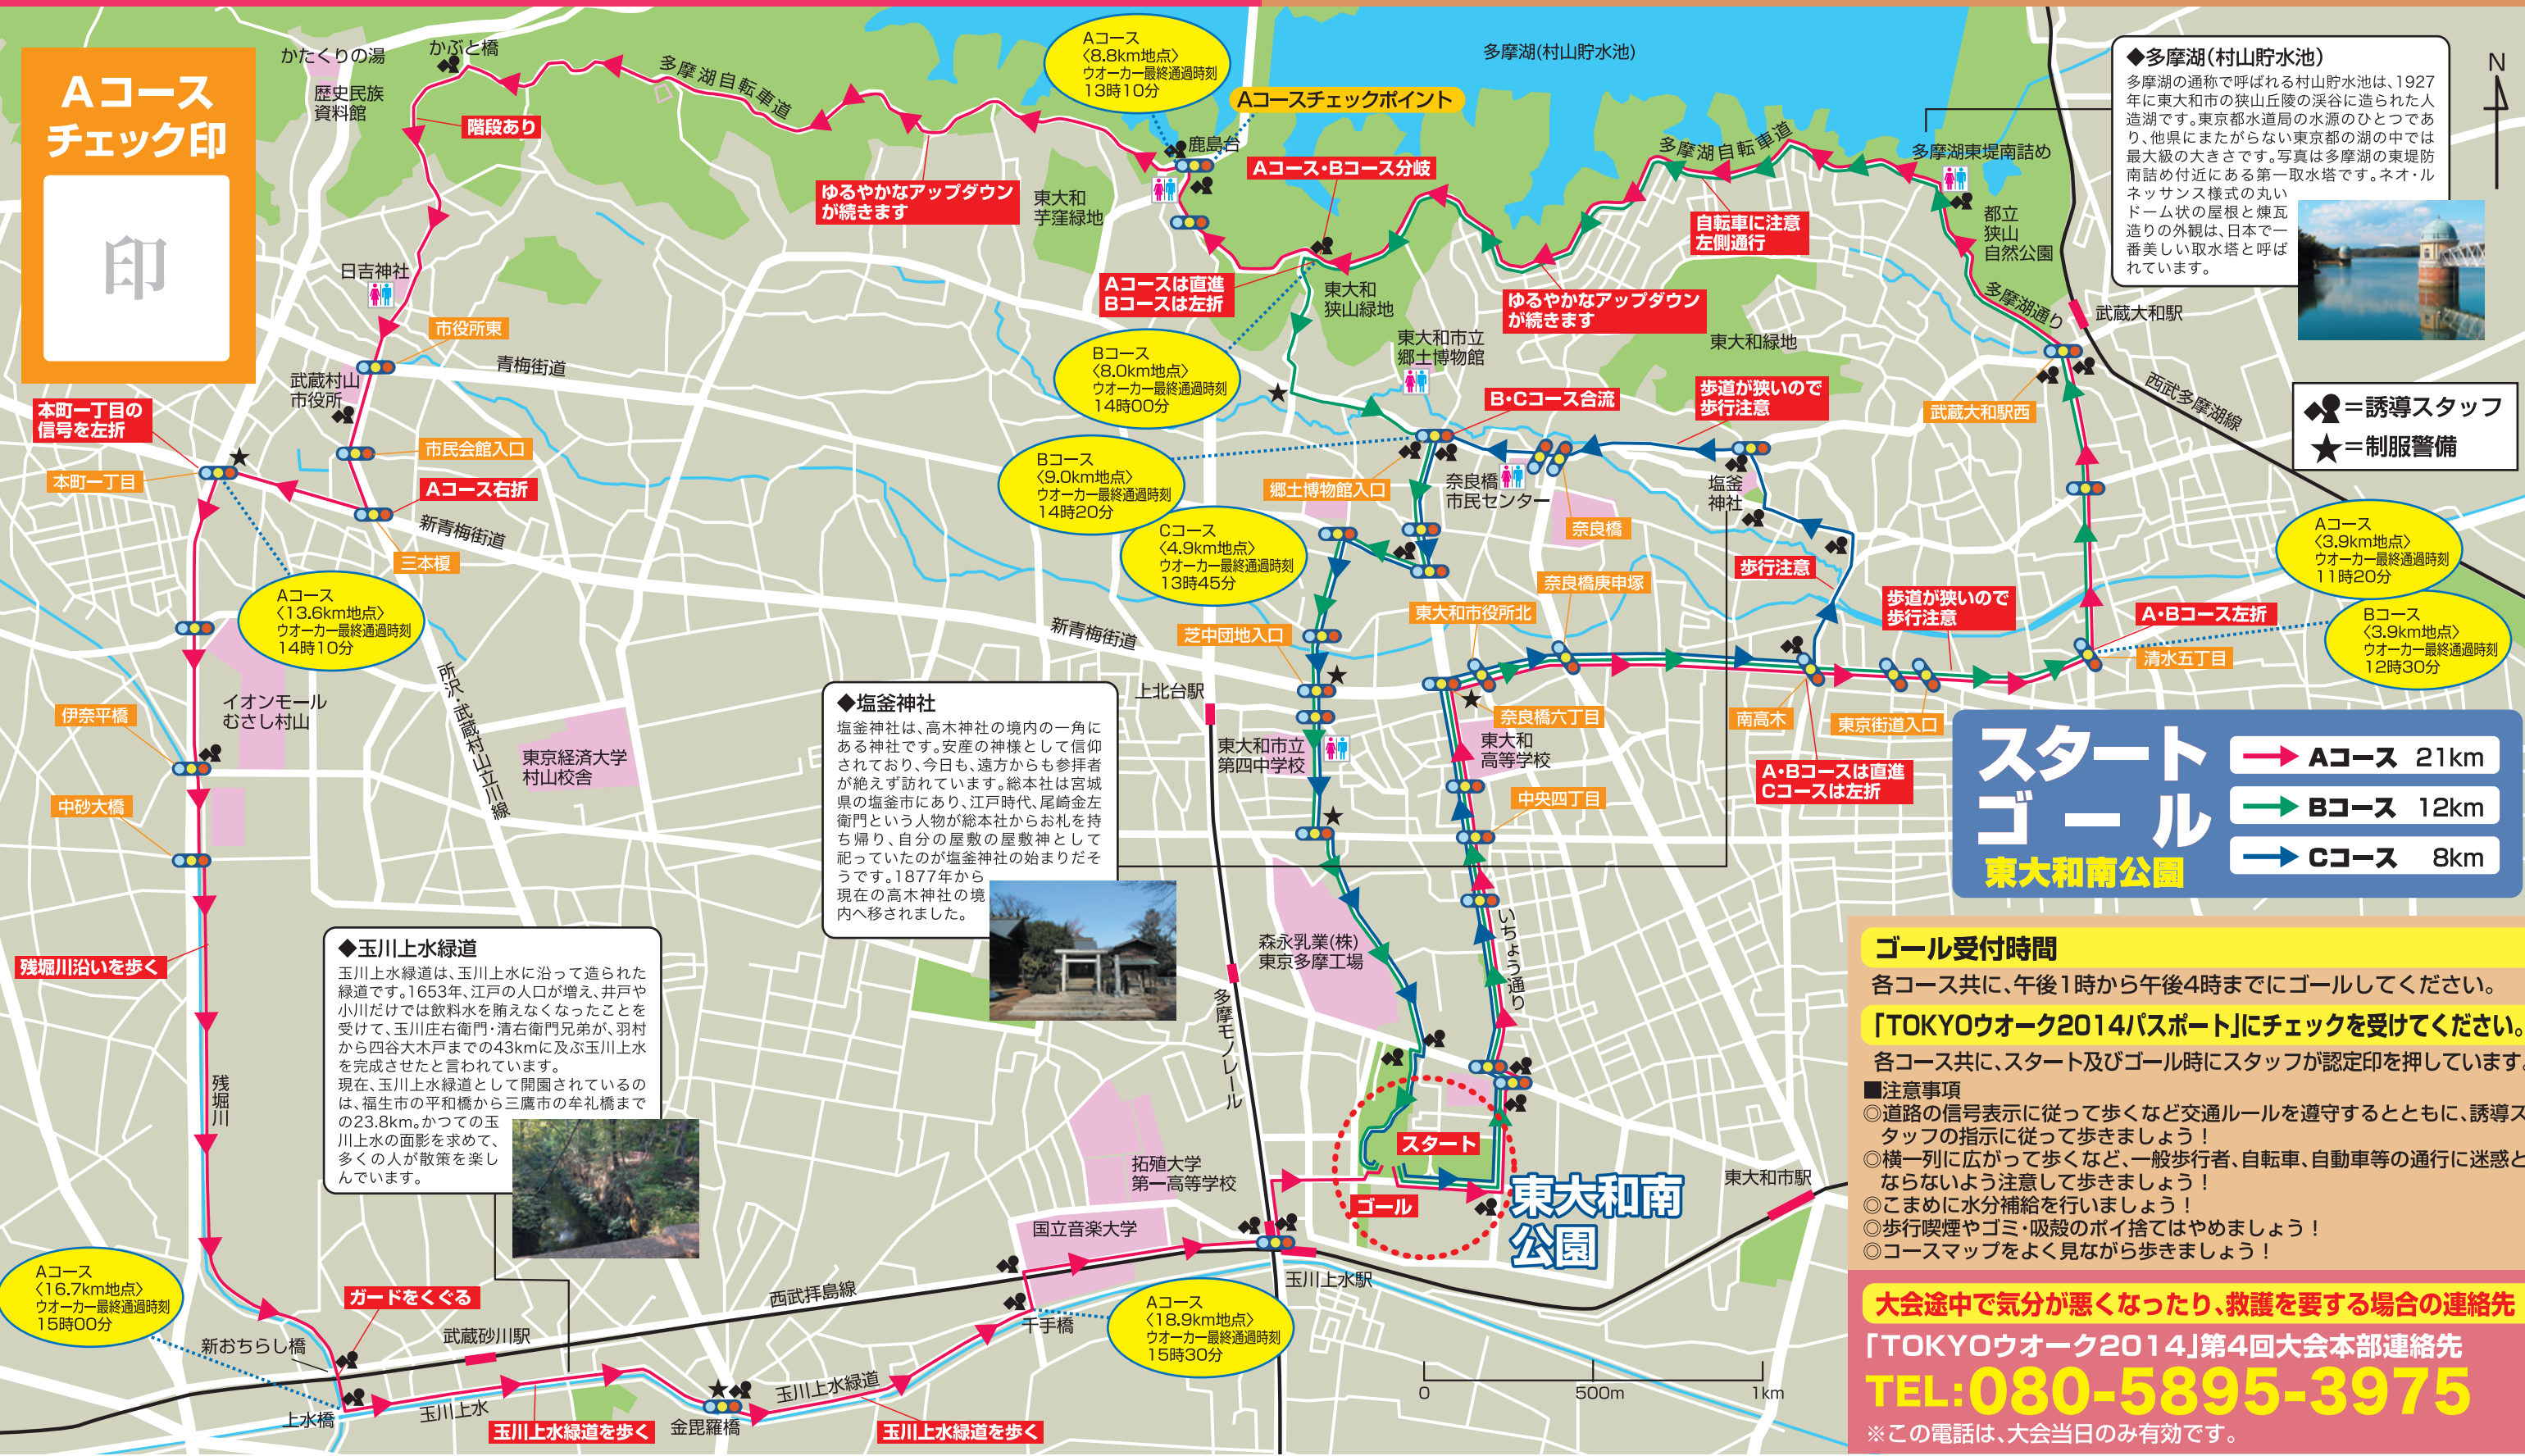 Aコース
チェック印
印
かたくりの湯
かぶと橋
歴史民族
資料館
階段あり
多摩湖自転車道
Aコース
〈8.8km地点〉
ウオーカー最終通過時刻
13時10分
Aコースチェックポイント
多摩湖(村山貯水池)
鹿島台
ゆるやかなアップダウン
が続きます
東大和
芋窪緑地
Aコース・Bコース分岐
多摩湖自転車道
多摩湖東堤南詰め
自転車に注意
左側通行
都立
狭山
自然公園
◆多摩湖(村山貯水池)
多摩湖の通称で呼ばれる村山貯水池は、1927
年に東大和市の狭山丘陵の渓谷に造られた人
造湖です。東京都水道局の水源のひとつであ
り、他県にまたがらない東京都の湖の中では
最大級の大きさです。写真は多摩湖の東堤防
南詰め付近にある第一取水塔です。ネオ・ル
ネッサンス様式の丸い
ドーム状の屋根と煉瓦
造りの外観は、日本で一
番美しい取水塔と呼ば
れています。
N
日吉神社
市役所東
青梅街道
武蔵村山
市役所
本町一丁目の
信号を左折
本町一丁目
市民会館入口
Aコース右折
三本榎
新青梅街道
Aコース
〈13.6km地点〉
ウオーカー最終通過時刻
14時10分
Aコースは直進
Bコースは左折
東大和
狭山緑地
ゆるやかなアップダウン
が続きます
多摩湖通り
武蔵大和駅
東大和市立
郷土博物館
東大和緑地
Bコース
〈8.0km地点〉
ウオーカー最終通過時刻
14時00分
B・Cコース合流
歩道が狭いので
歩行注意
武蔵大和駅西
西武多摩湖線
=誘導スタッフ
★=制服警備
Bコース
〈9.0km地点〉
ウオーカー最終通過時刻
14時20分
郷土博物館入口
奈良橋
市民センター
奈良橋
塩釜
神社
Cコース
〈4.9km地点〉
ウオーカー最終通過時刻
13時45分
歩行注意
奈良橋庚申塚
東大和市役所北
芝中団地入口
新青梅街道
歩道が狭いので
歩行注意
A・Bコース左折
清水五丁目
Aコース
〈3.9km地点〉
ウオーカー最終通過時刻
11時20分
Bコース
〈3.9km地点〉
ウオーカー最終通過時刻
12時30分
伊奈平橋
イオンモール
むさし村山
中砂大橋
所沢・武蔵村山立川線
東京経済大学
村山校舎
◆塩釜神社
塩釜神社は、高木神社の境内の一角に
ある神社です。安産の神様として信仰
されており、今日も、遠方からも参拝者
が絶えず訪れています。総本社は宮城
県の塩釜市にあり、江戸時代、尾崎金左
衛門という人物が総本社からお札を持
ち帰り、自分の屋敷の屋敷神として
祀っていたのが塩釜神社の始まりだそ
うです。1877年から
現在の高木神社の境
内へ移されました。
上北台駅
東大和市立
第四中学校
奈良橋六丁目
東大和
高等学校
中央四丁目
南高木
東京街道入口
A・Bコースは直進
Cコースは左折
スタート
ゴール
東大和南公園
Aコース 21km
Bコース 12km
Cコース 8km
残堀川沿いを歩く
残堀川
◆玉川上水緑道
玉川上水緑道は、玉川上水に沿って造られた
緑道です。1653年、江戸の人口が増え、井戸や
小川だけでは飲料水を賄えなくなったことを
受けて、玉川庄右衛門・清右衛門兄弟が、羽村
から四谷大木戸までの43kmに及ぶ玉川上水
を完成させたと言われています。
現在、玉川上水緑道として開園されているの
は、福生市の平和橋から三鷹市の牟礼橋まで
の23.8km。かつての玉
川上水の面影を求めて、
多くの人が散策を楽し
んでいます。
森永乳業(株)
東京多摩工場
いちょう通り
多摩モノレール
拓殖大学
第一高等学校
国立音楽大学
スタート
ゴール
東大和南
公園
東大和市駅
玉川上水駅
Aコース
〈16.7km地点〉
ウオーカー最終通過時刻
15時00分
ガードをくぐる
新おちらし橋
武蔵砂川駅
西武拝島線
上水橋
玉川上水
玉川上水緑道を歩く
金毘羅橋
玉川上水緑道
玉川上水緑道を歩く
千手橋
Aコース
〈18.9km地点〉
ウオーカー最終通過時刻
15時30分
0 500m 1km
ゴール受付時間
各コース共に、午後1時から午後4時までにゴールしてください。
「TOKYOウオーク2014パスポート」にチェックを受けてください。
各コース共に、スタート及びゴール時にスタッフが認定印を押しています。
■注意事項
◎道路の信号表示に従って歩くなど交通ルールを遵守するとともに、誘導ス
タッフの指示に従って歩きましょう！
◎横一列に広がって歩くなど、一般歩行者、自転車、自動車等の通行に迷惑と
ならないよう注意して歩きましょう！
◎こまめに水分補給を行いましょう！
◎歩行喫煙やゴミ・吸殻のポイ捨てはやめましょう！
◎コースマップをよく見ながら歩きましょう！
大会途中で気分が悪くなったり、救護を要する場合の連絡先
「TOKYOウオーク2014」第4回大会本部連絡先
TEL:080-5895-3975
※この電話は、大会当日のみ有効です。